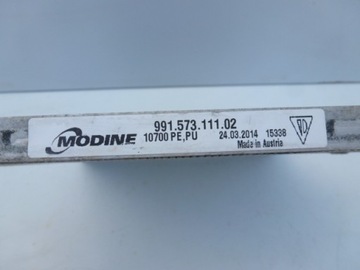 MODINE
991.573.111.02
10700 PE,PU 24.03.2014 15338
Made in Austria